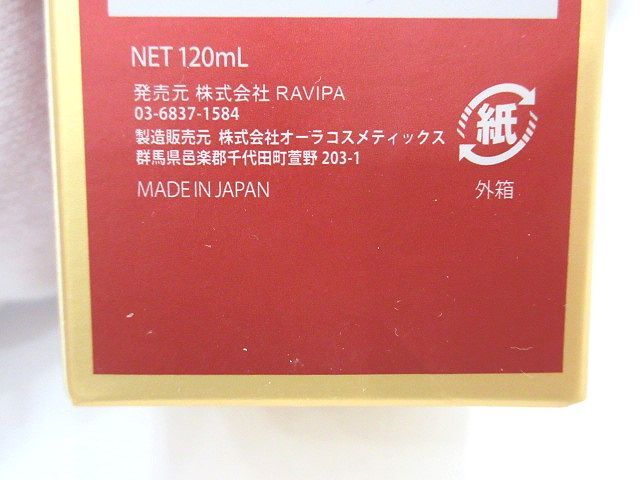 NET 120mL
発売元 株式会社 RAVIPA
03-6837-1584
製造販売元 株式会社オーラコスメティックス
群馬県邑楽郡千代田町萱野 203-1
MADE IN JAPAN
紙
外箱